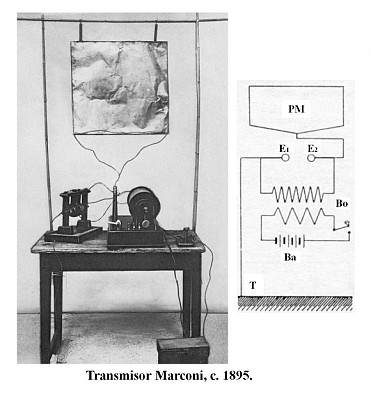 PM
E1 E2
Bo
Ba
T
Transmisor Marconi, c. 1895.